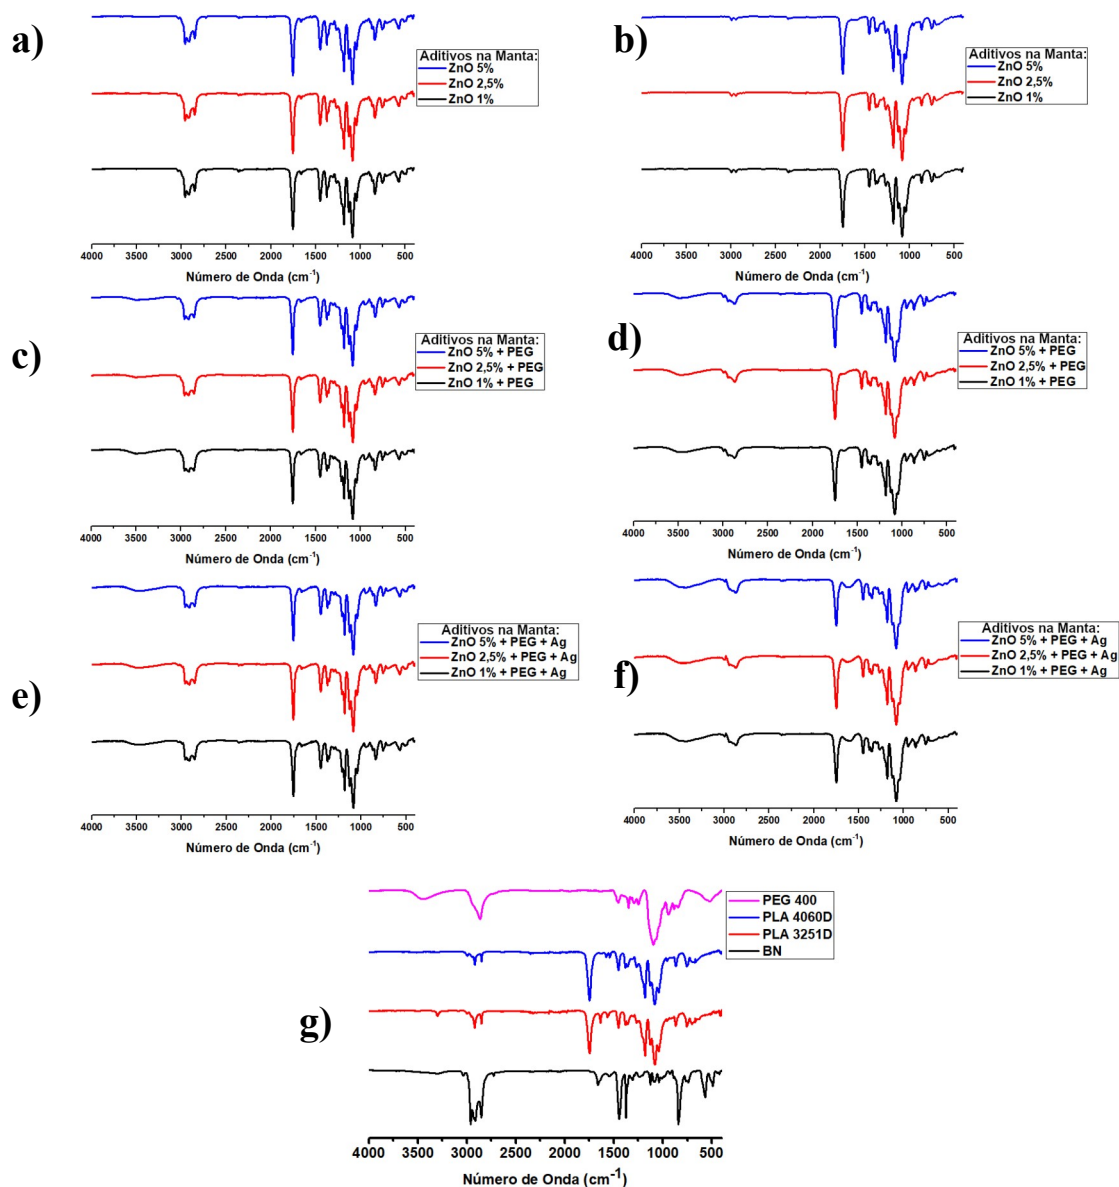 a)
Aditivos na Manta:
ZnO 5%
ZnO 2,5%
ZnO 1%
4000 3500 3000 2500 2000 1500 1000 500
Número de Onda (cm-1)
b)
Aditivos na Manta:
ZnO 5%
ZnO 2,5%
ZnO 1%
4000 3500 3000 2500 2000 1500 1000 500
Número de Onda (cm-1)
c)
Aditivos na Manta:
ZnO 5% + PEG
ZnO 2,5% + PEG
ZnO 1% + PEG
4000 3500 3000 2500 2000 1500 1000 500
Número de Onda (cm-1)
d)
Aditivos na Manta:
ZnO 5% + PEG
ZnO 2,5% + PEG
ZnO 1% + PEG
4000 3500 3000 2500 2000 1500 1000 500
Número de Onda (cm-1)
e)
Aditivos na Manta:
ZnO 5% + PEG + Ag
ZnO 2,5% + PEG + Ag
ZnO 1% + PEG + Ag
4000 3500 3000 2500 2000 1500 1000 500
Número de Onda (cm-1)
f)
Aditivos na Manta:
ZnO 5% + PEG + Ag
ZnO 2,5% + PEG + Ag
ZnO 1% + PEG + Ag
4000 3500 3000 2500 2000 1500 1000 500
Número de Onda (cm-1)
g)
PEG 400
PLA 4060D
PLA 3251D
BN
4000 3500 3000 2500 2000 1500 1000 500
Número de Onda (cm-1)